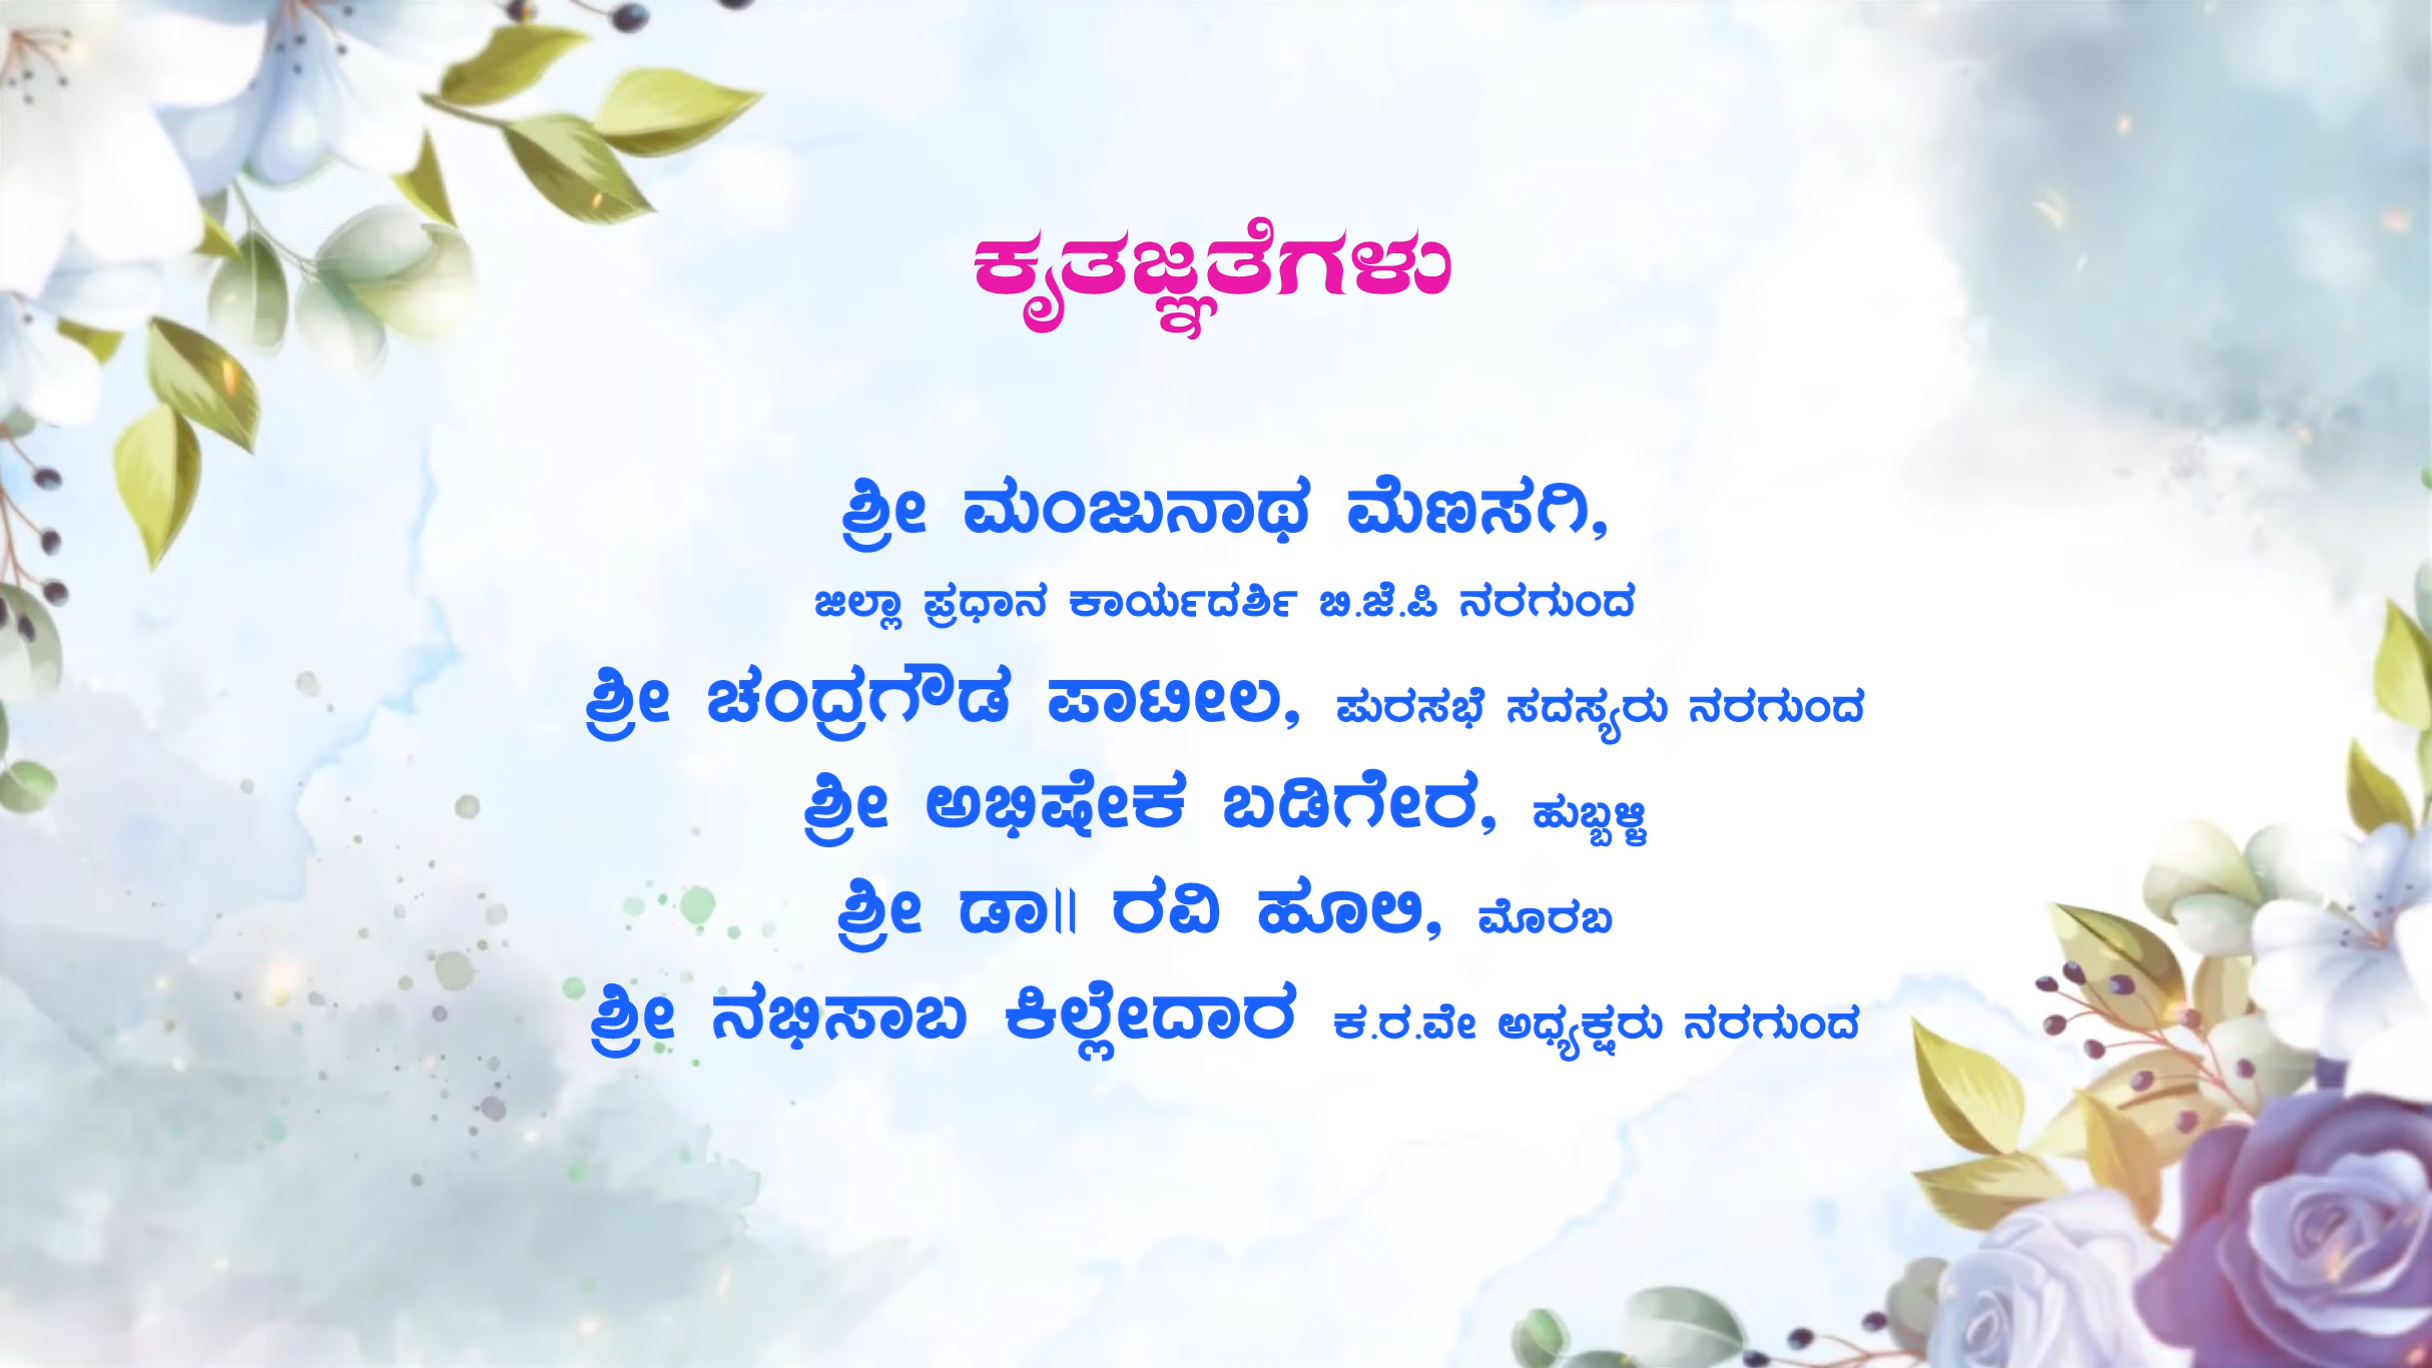 ಕೃತಜ್ಞತೆಗಳು
ಶ್ರೀ ಮಂಜುನಾಥ ಮೆಣಸಗಿ,
ಜಿಲ್ಲಾ ಪ್ರಧಾನ ಕಾರ್ಯದರ್ಶಿ ಬಿ.ಜೆ.ಪಿ ನರಗುಂದ
ಶ್ರೀ ಚಂದ್ರಗೌಡ ಪಾಟೀಲ, ಪುರಸಭೆ ಸದಸ್ಯರು ನರಗುಂದ
ಶ್ರೀ ಅಭಿಷೇಕ ಬಡಿಗೇರ, ಹುಬ್ಬಳ್ಳಿ
ಶ್ರೀ ಡಾ॥ ರವಿ ಹೂಲಿ, ಮೊರಬ
ಶ್ರೀ ನಭಿಸಾಬ ಕಿಲ್ಲೇದಾರ ಕ.ರ.ವೇ ಅಧ್ಯಕ್ಷರು ನರಗುಂದ